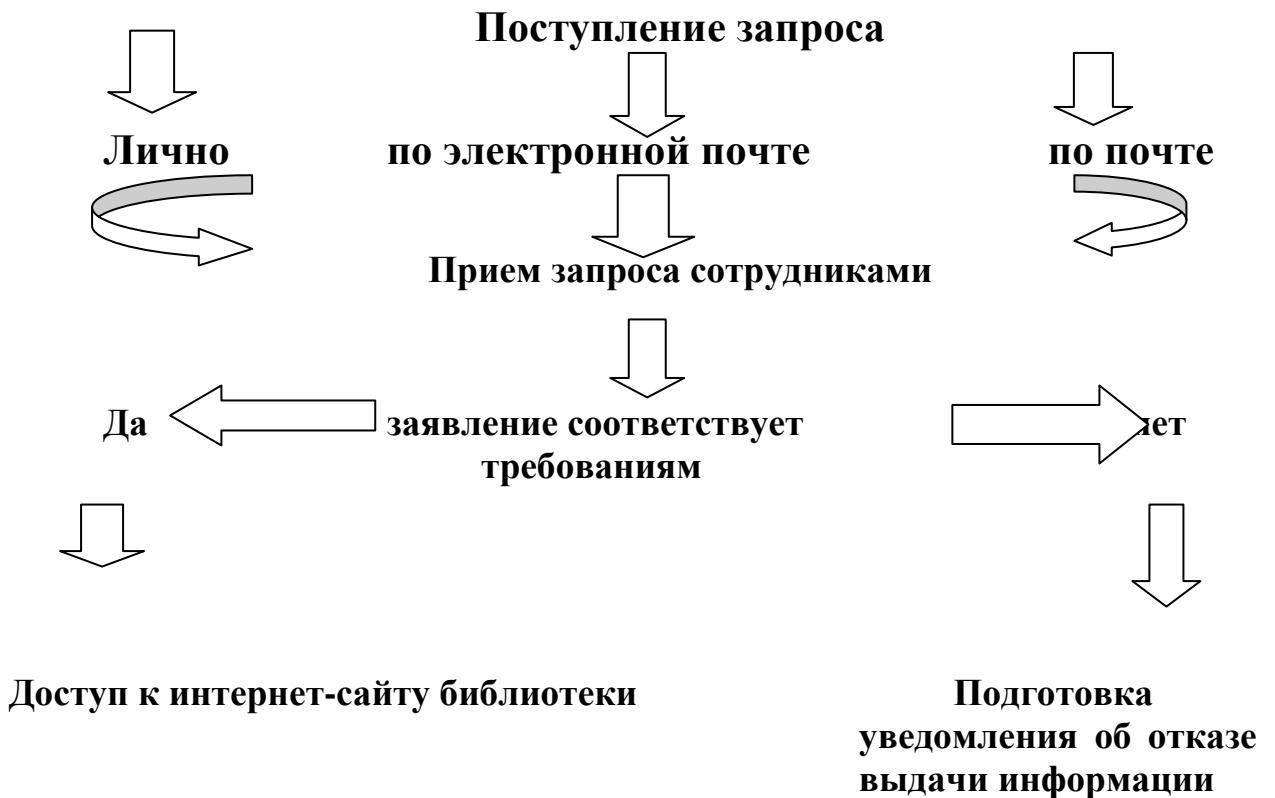 Поступление запроса
Лично по электронной почте по почте
Прием запроса сотрудниками
Да заявление соответствует
требованиям
Доступ к интернет-сайту библиотеки
Подготовка
уведомления об отказе
выдачи информации